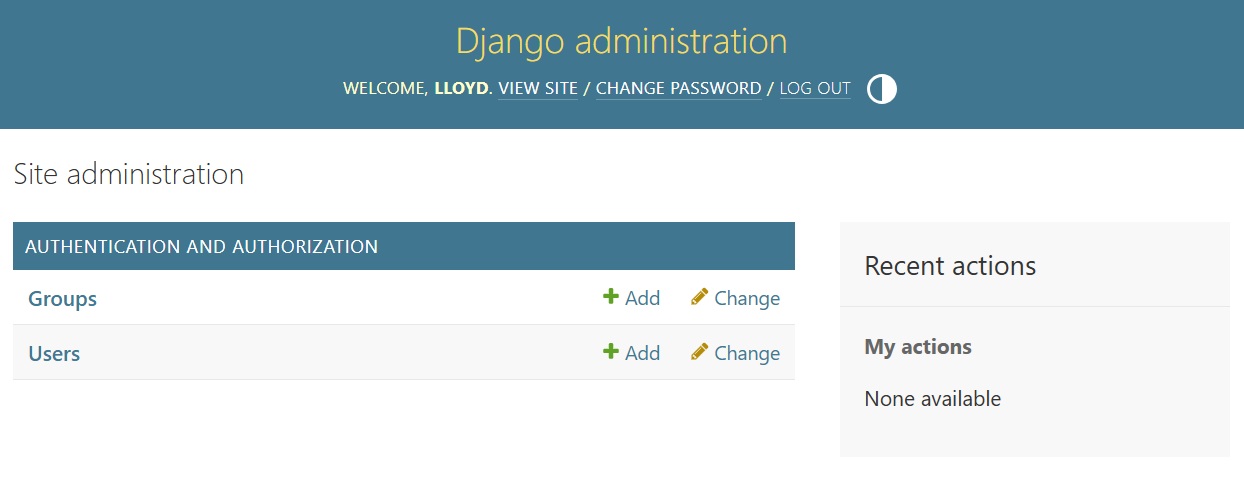 Django administration
WELCOME, LLOYD. VIEW SITE / CHANGE PASSWORD / LOG OUT
Site administration
AUTHENTICATION AND AUTHORIZATION
Groups Add Change
Users Add Change
Recent actions
My actions
None available